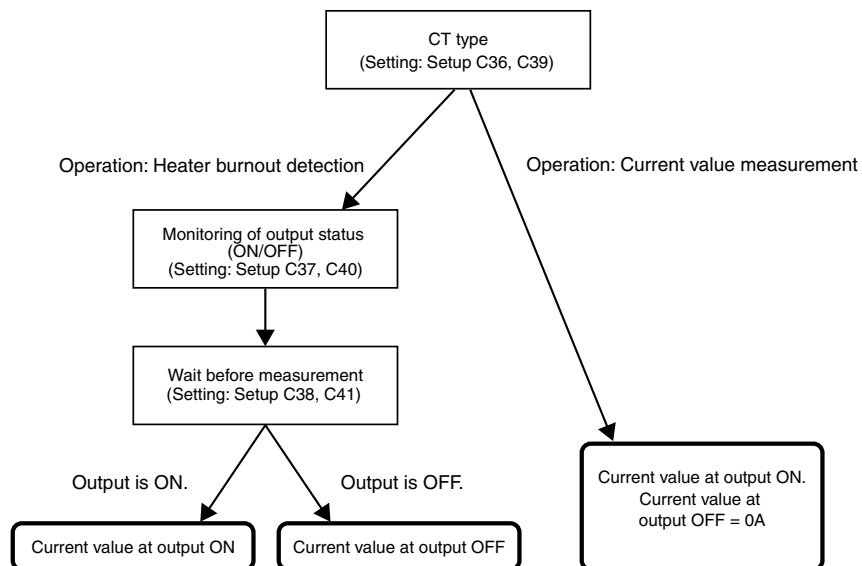 CT type
(Setting: Setup C36, C39)
Operation: Heater burnout detection
Operation: Current value measurement
Monitoring of output status
(ON/OFF)
(Setting: Setup C37, C40)
Wait before measurement
(Setting: Setup C38, C41)
Output is ON.
Output is OFF.
Current value at output ON.
Current value at
output OFF = 0A
Current value at output ON
Current value at output OFF